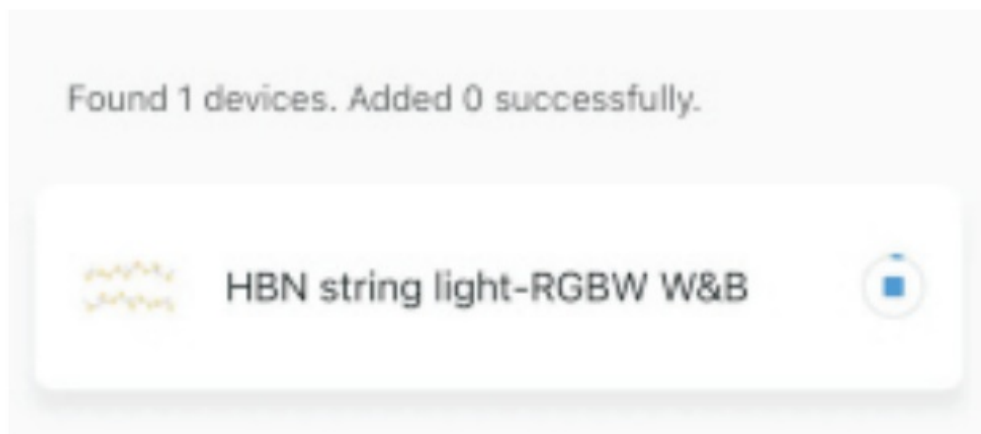 Found 1 devices. Added 0 successfully.
HBN string light-RGBW W&B